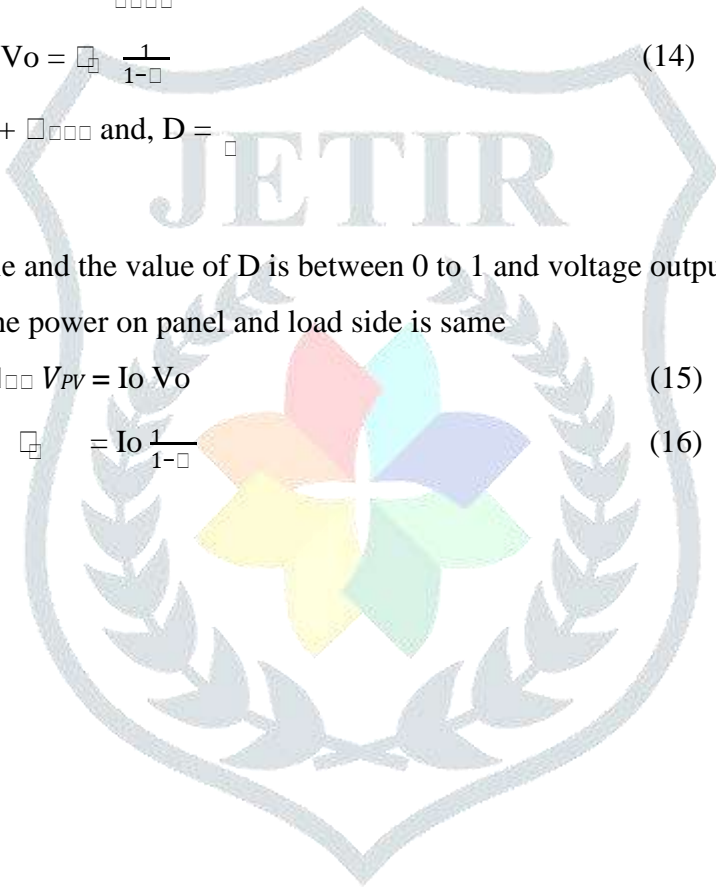 Vo = □□ 1/1−□ (14)
+ □□□□ and, D = □
JETIR
e and the value of D is between 0 to 1 and voltage outpu
ne power on panel and load side is same
□□ VPV = Io Vo (15)
□□ = Io 1/1−□ (16)